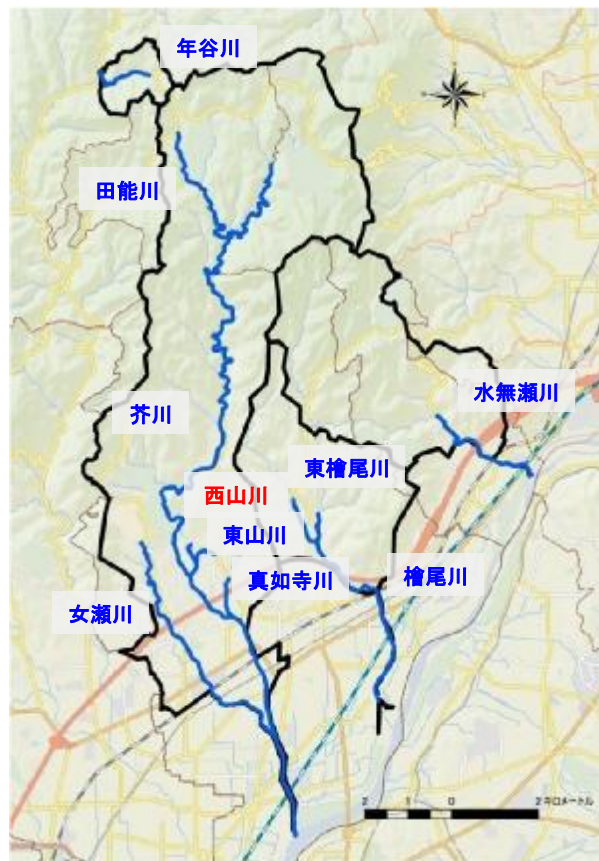 年谷川
田能川
水無瀬川
芥川
東檜尾川
西山川
東山川
真如寺川
檜尾川
女瀬川
2 1 0 2 キロメートル